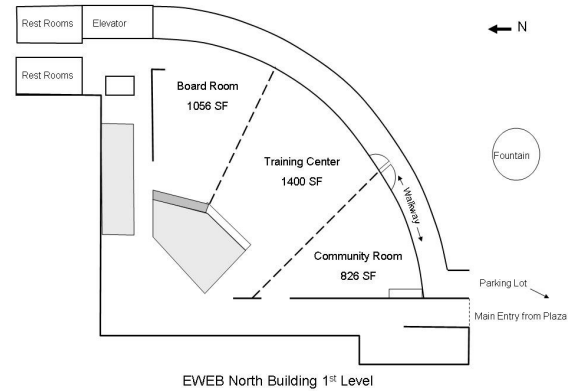 Rest Rooms
Elevator
N
Rest Rooms
Board Room
1056 SF
Training Center
1400 SF
Fountain
Walkway
Community Room
826 SF
Parking Lot
Main Entry from Plaza
EWEB North Building 1st Level